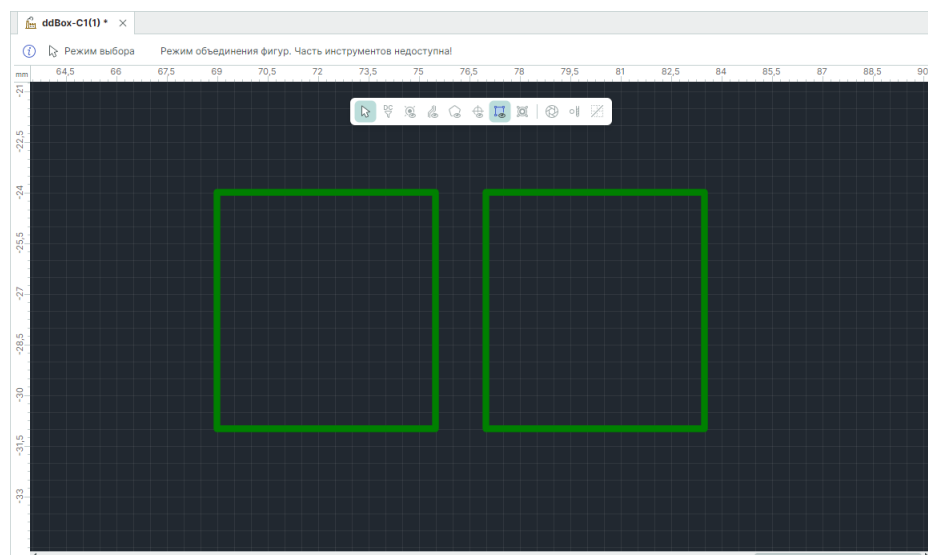 ddBox-C1(1) *
Режим выбора Режим объединения фигур. Часть инструментов недоступна!
mm 64,5 66 67,5 69 70,5 72 73,5 75 76,5 78 79,5 81 82,5 84 85,5 87 88,5 90
DC
-21
-22,5
-24
-25,5
-27
-28,5
-30
-31,5
-33